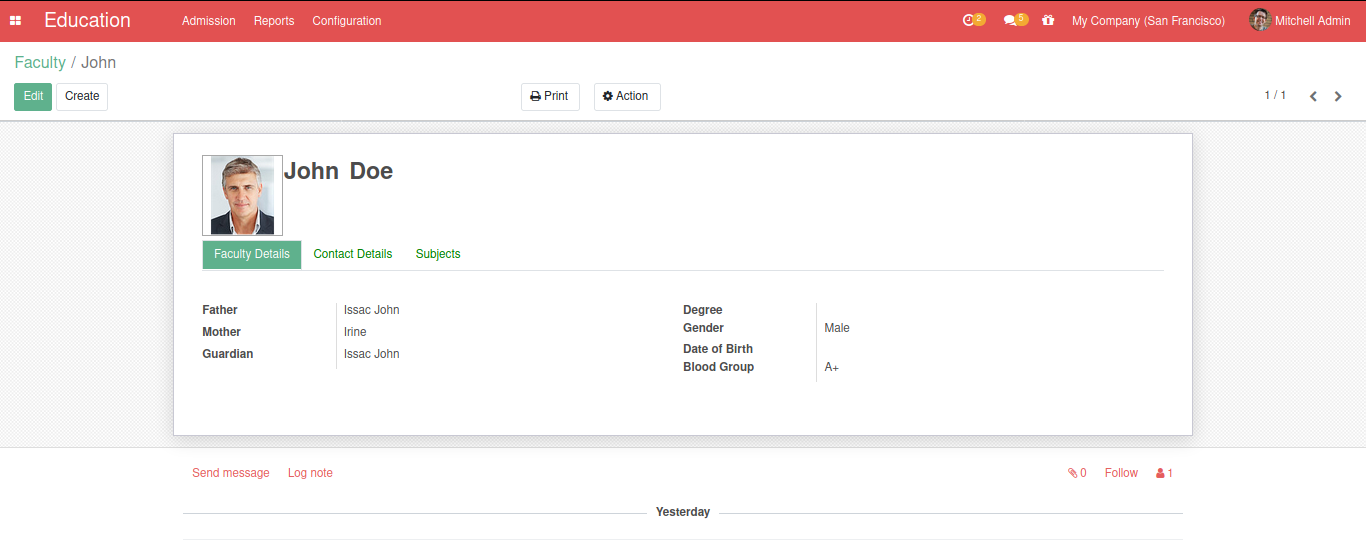 Education Admission Reports Configuration 2 5 My Company (San Francisco) Mitchell Admin
Faculty / John
Edit Create Print Action 1 / 1
John Doe
Faculty Details Contact Details Subjects
Father Issac John
Mother Irine
Guardian Issac John
Degree
Gender Male
Date of Birth
Blood Group A+
Send message Log note 0 Follow 1
Yesterday